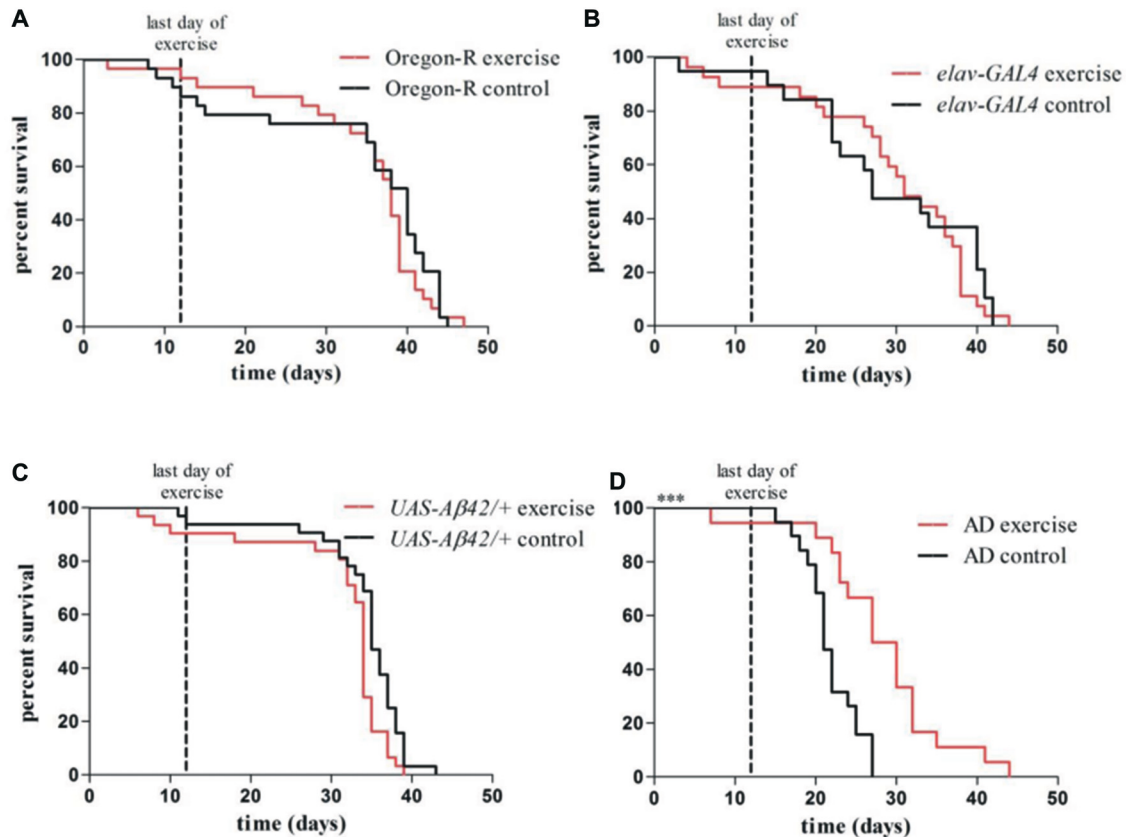 A
last day of
exercise
Oregon-R exercise
Oregon-R control
percent survival
100
80
60
40
20
0
0 10 20 30 40 50
time (days)
B
last day of
exercise
elav-GAL4 exercise
elav-GAL4 control
percent survival
100
80
60
40
20
0
0 10 20 30 40 50
time (days)
C
last day of
exercise
UAS-Aβ42/+ exercise
UAS-Aβ42/+ control
percent survival
100
80
60
40
20
0
0 10 20 30 40 50
time (days)
D
last day of
exercise
***
AD exercise
AD control
percent survival
100
80
60
40
20
0
0 10 20 30 40 50
time (days)